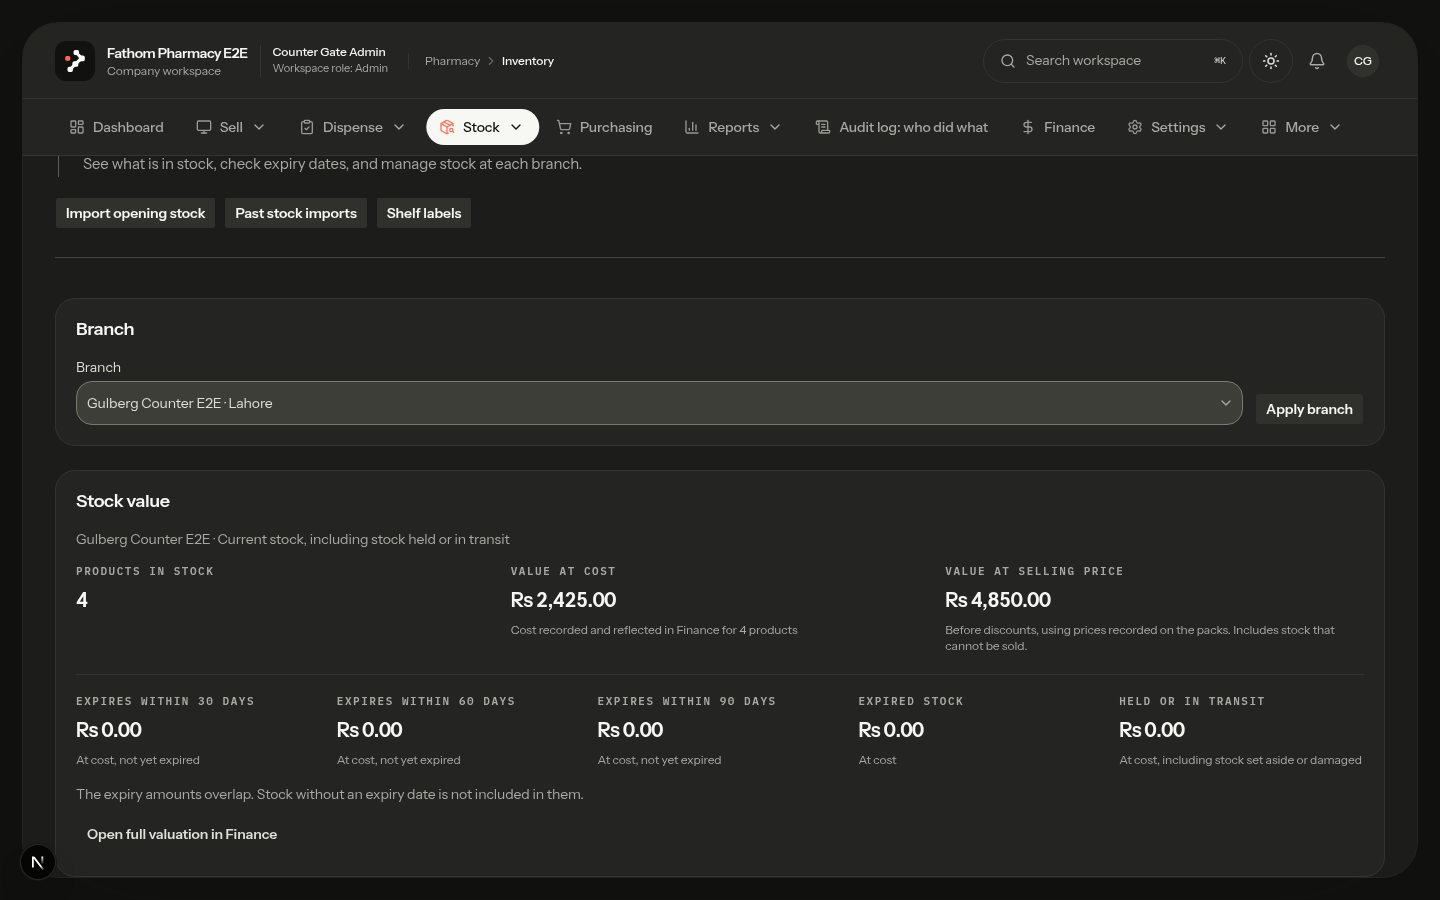 Fathom Pharmacy E2E
Company workspace
Counter Gate Admin
Workspace role: Admin
Pharmacy > Inventory
Search workspace
⌘K
CG
Dashboard
Sell
Dispense
Stock
Purchasing
Reports
Audit log: who did what
Finance
Settings
More
See what is in stock, check expiry dates, and manage stock at each branch.
Import opening stock
Past stock imports
Shelf labels
Branch
Branch
Gulberg Counter E2E · Lahore
Apply branch
Stock value
Gulberg Counter E2E · Current stock, including stock held or in transit
PRODUCTS IN STOCK
4
VALUE AT COST
Rs 2,425.00
Cost recorded and reflected in Finance for 4 products
VALUE AT SELLING PRICE
Rs 4,850.00
Before discounts, using prices recorded on the packs. Includes stock that
cannot be sold.
EXPIRES WITHIN 30 DAYS
Rs 0.00
At cost, not yet expired
EXPIRES WITHIN 60 DAYS
Rs 0.00
At cost, not yet expired
EXPIRES WITHIN 90 DAYS
Rs 0.00
At cost, not yet expired
EXPIRED STOCK
Rs 0.00
At cost
HELD OR IN TRANSIT
Rs 0.00
At cost, including stock set aside or damaged
The expiry amounts overlap. Stock without an expiry date is not included in them.
Open full valuation in Finance
N